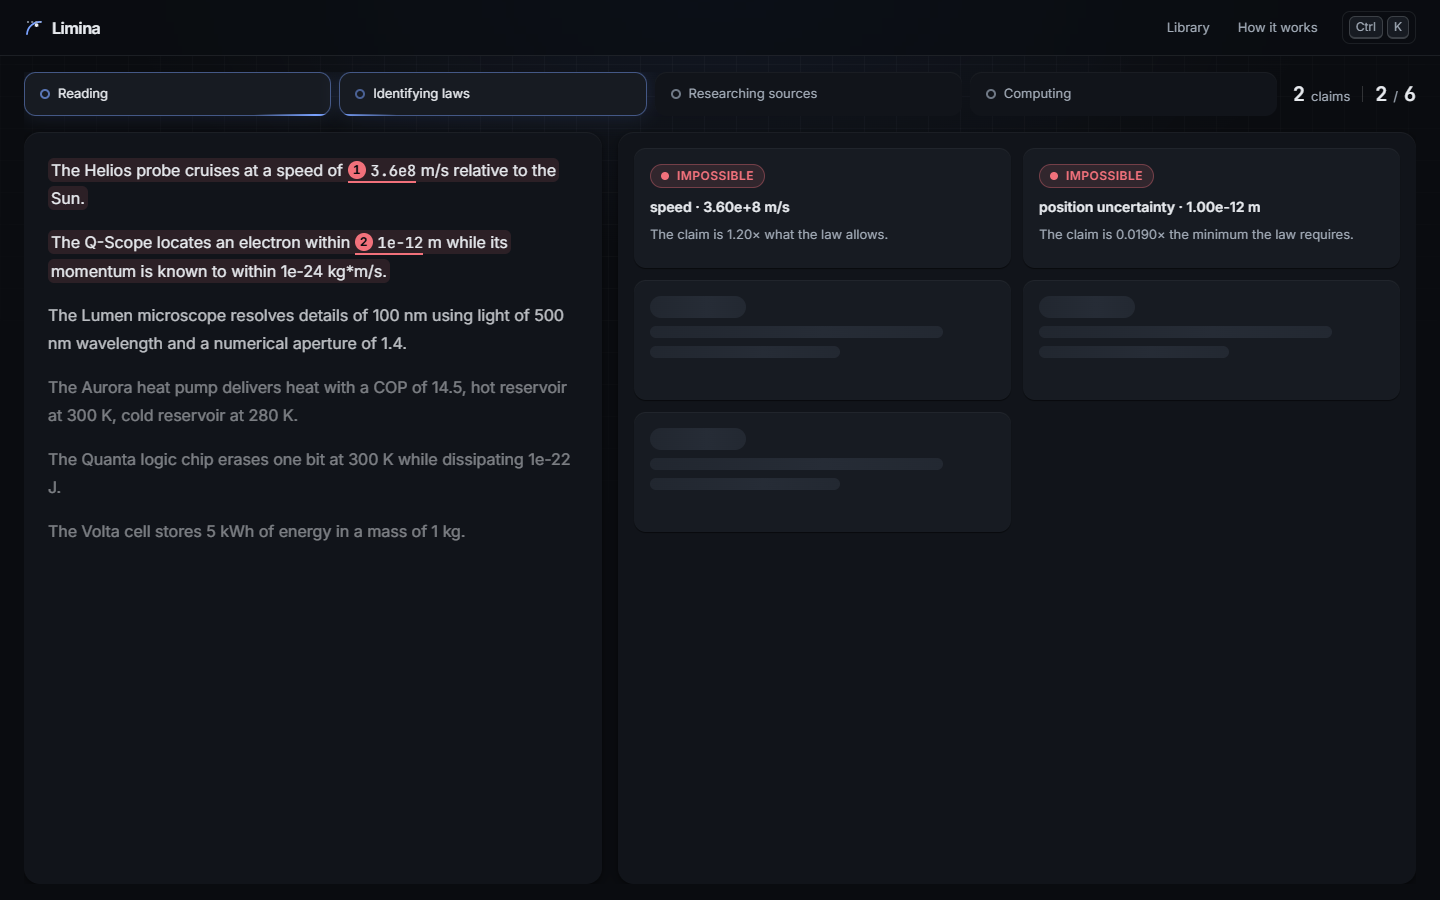 Limina
Library
How it works
Ctrl K
Reading
Identifying laws
Researching sources
Computing
2 claims
2 / 6
The Helios probe cruises at a speed of 1 3.6e8 m/s relative to the
Sun.
The Q-Scope locates an electron within 2 1e-12 m while its
momentum is known to within 1e-24 kg*m/s.
The Lumen microscope resolves details of 100 nm using light of 500
nm wavelength and a numerical aperture of 1.4.
The Aurora heat pump delivers heat with a COP of 14.5, hot reservoir
at 300 K, cold reservoir at 280 K.
The Quanta logic chip erases one bit at 300 K while dissipating 1e-22
J.
The Volta cell stores 5 kWh of energy in a mass of 1 kg.
IMPOSSIBLE
speed · 3.60e+8 m/s
The claim is 1.20× what the law allows.
IMPOSSIBLE
position uncertainty · 1.00e-12 m
The claim is 0.0190× the minimum the law requires.